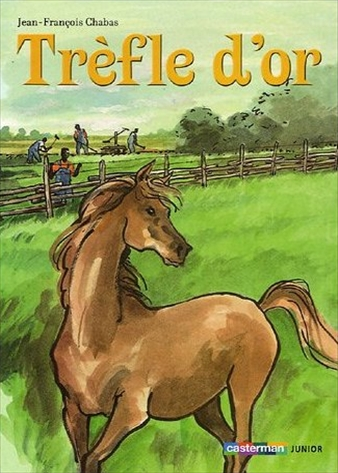 Jean-François Chabas
Trèfle d'or
casterman JUNIOR